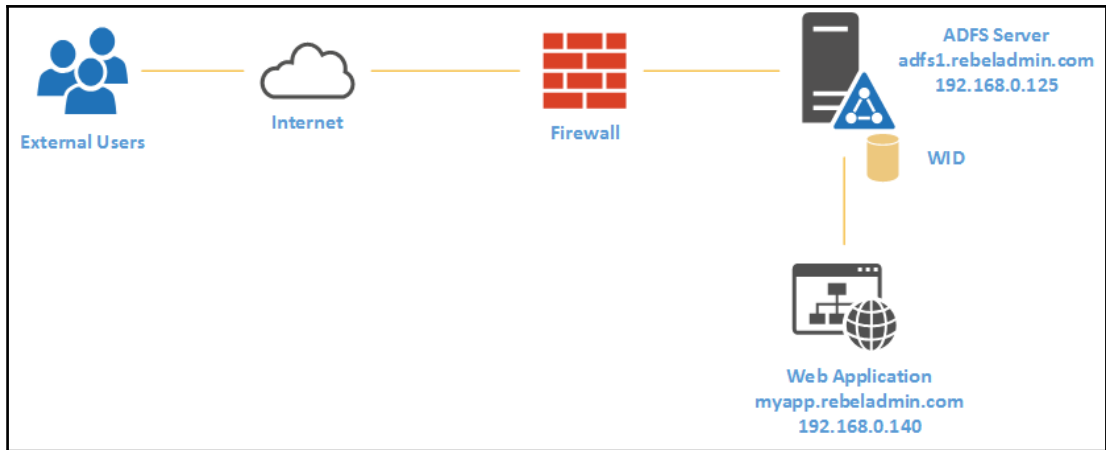 External Users
Internet
Firewall
ADFS Server
adfs1.rebeladmin.com
192.168.0.125
WID
Web Application
myapp.rebeladmin.com
192.168.0.140